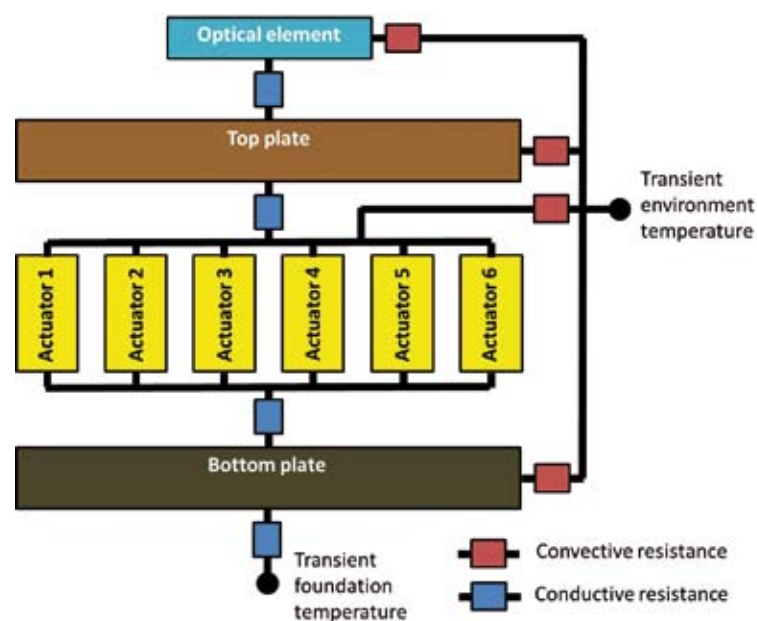 Optical element
Top plate
Transient
environment
temperature
Actuator 1
Actuator 2
Actuator 3
Actuator 4
Actuator 5
Actuator 6
Bottom plate
Transient
foundation
temperature
Convective resistance
Conductive resistance